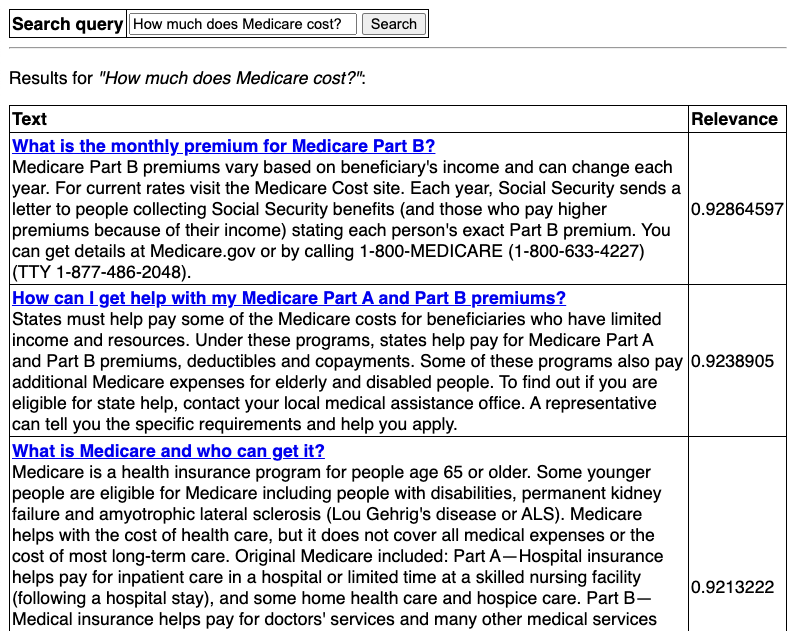 Search query How much does Medicare cost? Search
Results for "How much does Medicare cost?":
Text Relevance
What is the monthly premium for Medicare Part B?
Medicare Part B premiums vary based on beneficiary's income and can change each
year. For current rates visit the Medicare Cost site. Each year, Social Security sends a
letter to people collecting Social Security benefits (and those who pay higher
premiums because of their income) stating each person's exact Part B premium. You
can get details at Medicare.gov or by calling 1-800-MEDICARE (1-800-633-4227)
(TTY 1-877-486-2048).
0.92864597
How can I get help with my Medicare Part A and Part B premiums?
States must help pay some of the Medicare costs for beneficiaries who have limited
income and resources. Under these programs, states help pay for Medicare Part A
and Part B premiums, deductibles and copayments. Some of these programs also pay
additional Medicare expenses for elderly and disabled people. To find out if you are
eligible for state help, contact your local medical assistance office. A representative
can tell you the specific requirements and help you apply.
0.9238905
What is Medicare and who can get it?
Medicare is a health insurance program for people age 65 or older. Some younger
people are eligible for Medicare including people with disabilities, permanent kidney
failure and amyotrophic lateral sclerosis (Lou Gehrig's disease or ALS). Medicare
helps with the cost of health care, but it does not cover all medical expenses or the
cost of most long-term care. Original Medicare included: Part A—Hospital insurance
helps pay for inpatient care in a hospital or limited time at a skilled nursing facility
(following a hospital stay), and some home health care and hospice care. Part B—
Medical insurance helps pay for doctors' services and many other medical services
0.9213222